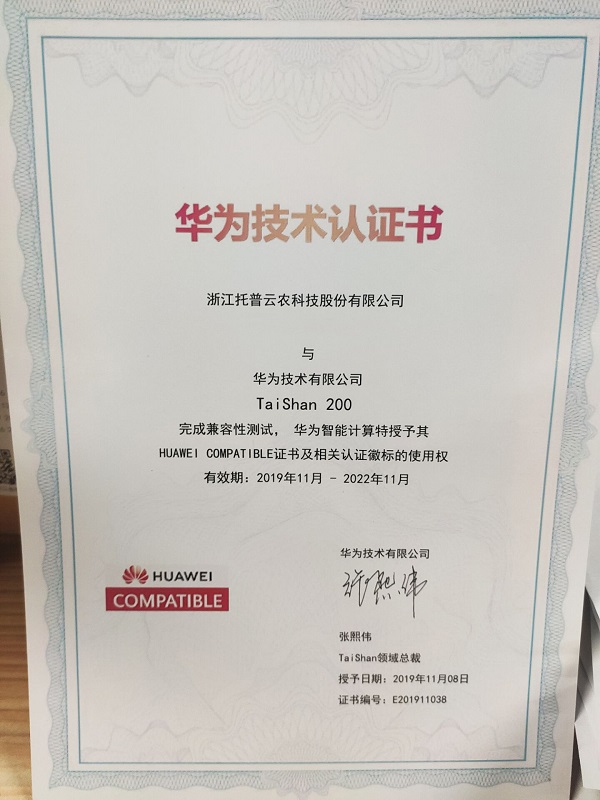 华为技术认证书
浙江托普云农科技股份有限公司
与
华为技术有限公司
TaiShan 200
完成兼容性测试， 华为智能计算特授予其
HUAWEI COMPATIBLE证书及相关认证徽标的使用权
有效期：2019年11月 - 2022年11月
HUAWEI
COMPATIBLE
华为技术有限公司
张熙伟
张熙伟
TaiShan领域总裁
授予日期：2019年11月08日
证书编号：E201911038